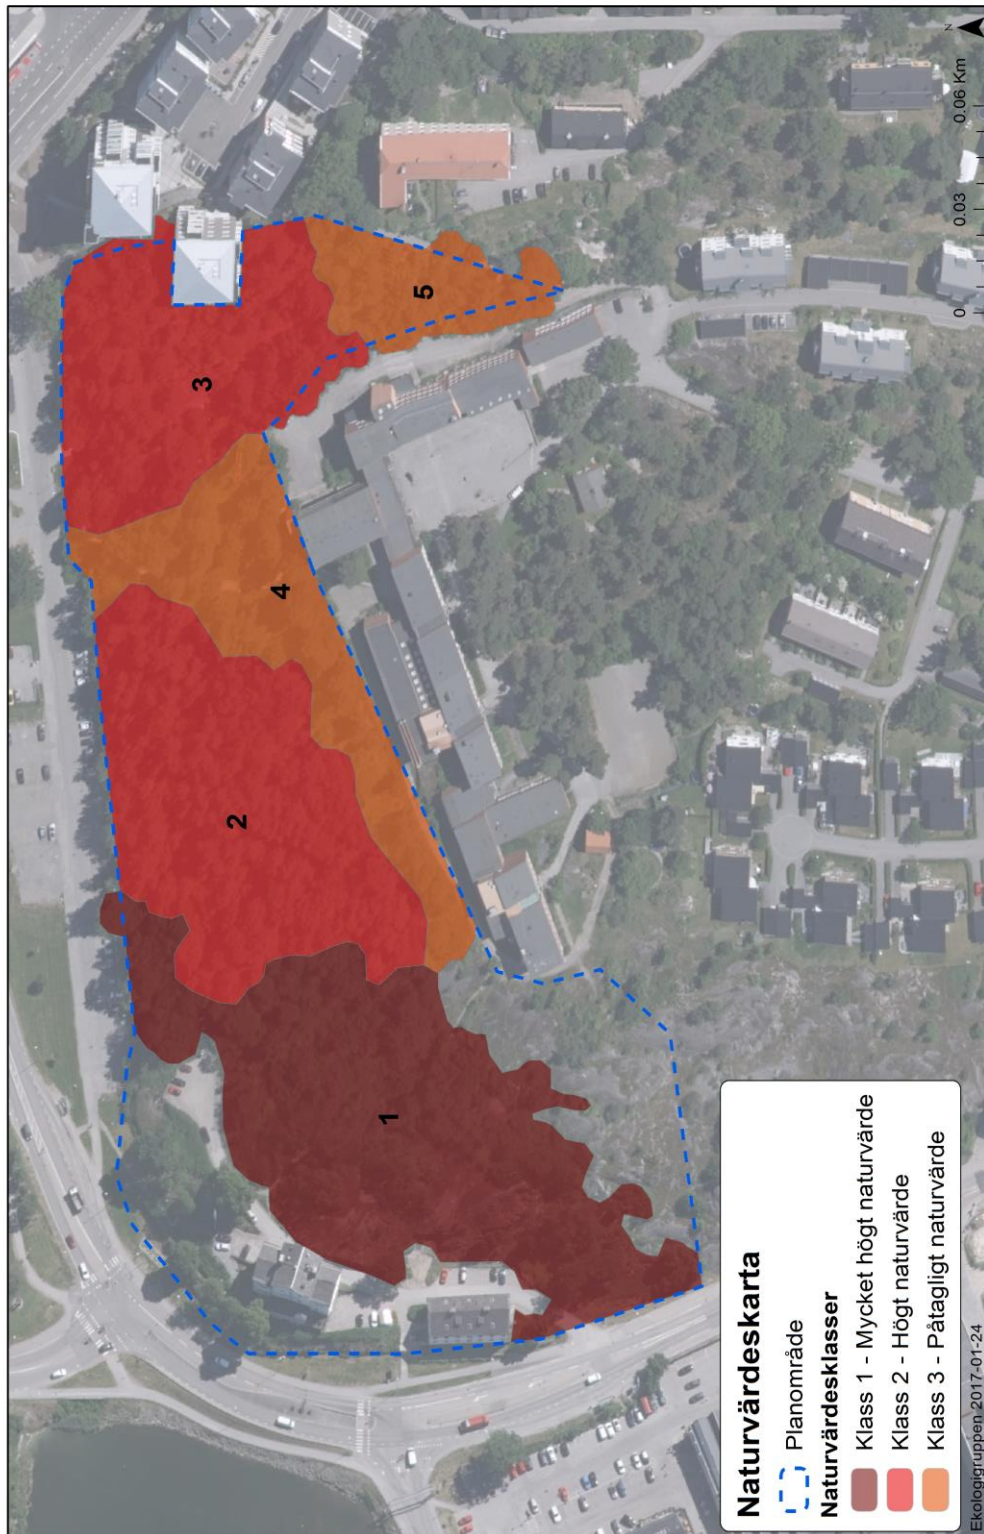 N
0
0.03
0.06 Km
1
2
3
4
5
Naturvärdeskarta
Planområde
Naturvärdesklasser
Klass 1 - Mycket högt naturvärde
Klass 2 - Högt naturvärde
Klass 3 - Påtagligt naturvärde
Ekologigruppen 2017-01-24